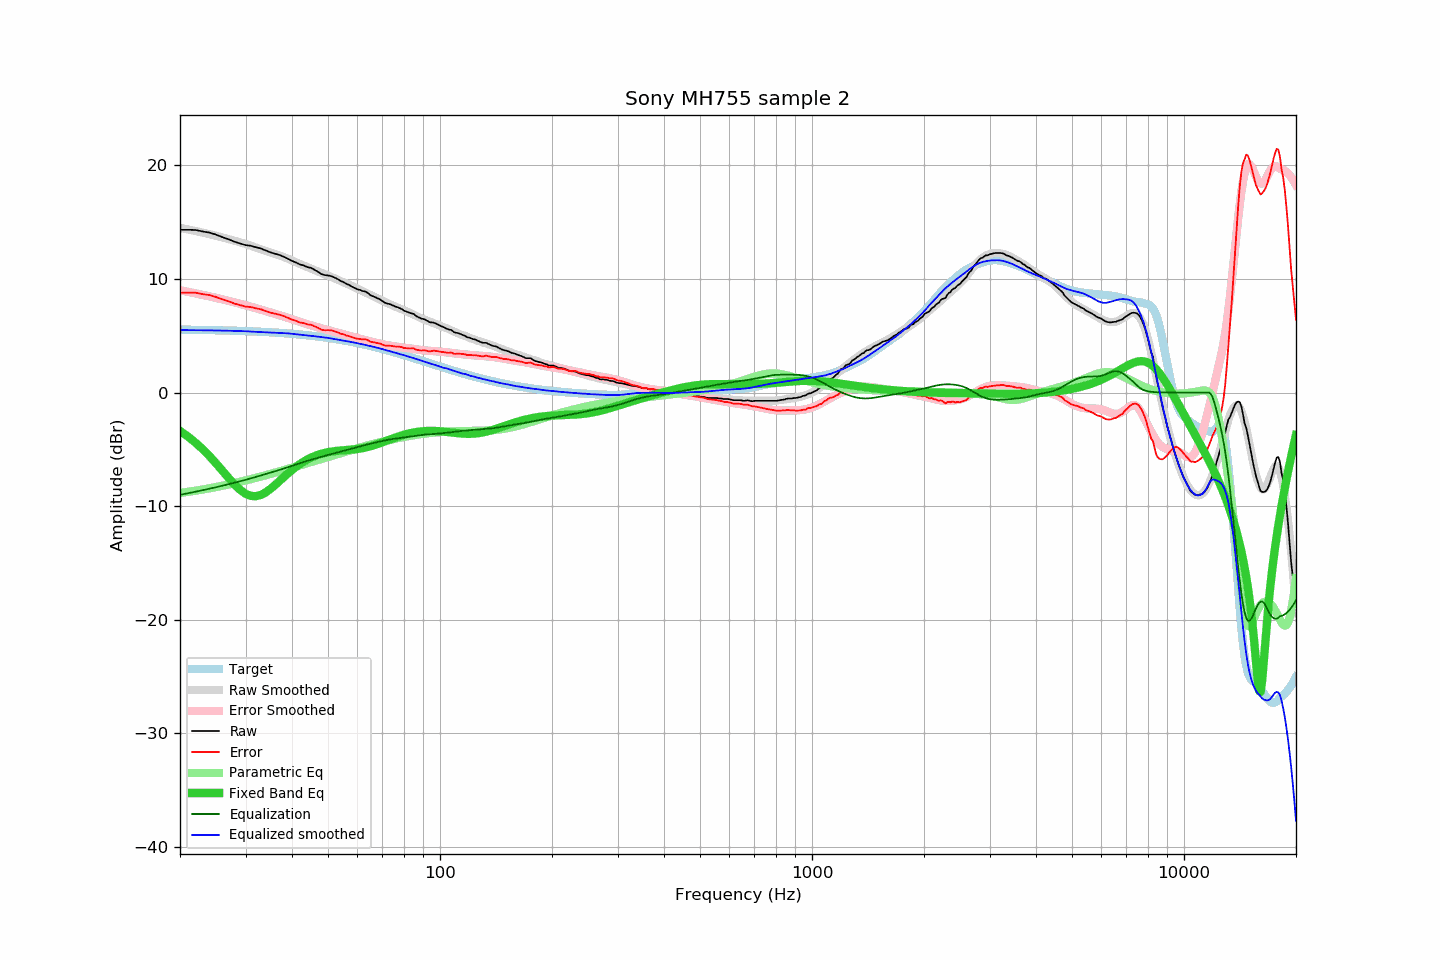 Sony MH755 sample 2
Amplitude (dBr)
20
10
0
−10
−20
−30
−40
Target
Raw Smoothed
Error Smoothed
Raw
Error
Parametric Eq
Fixed Band Eq
Equalization
Equalized smoothed
100
1000
10000
Frequency (Hz)